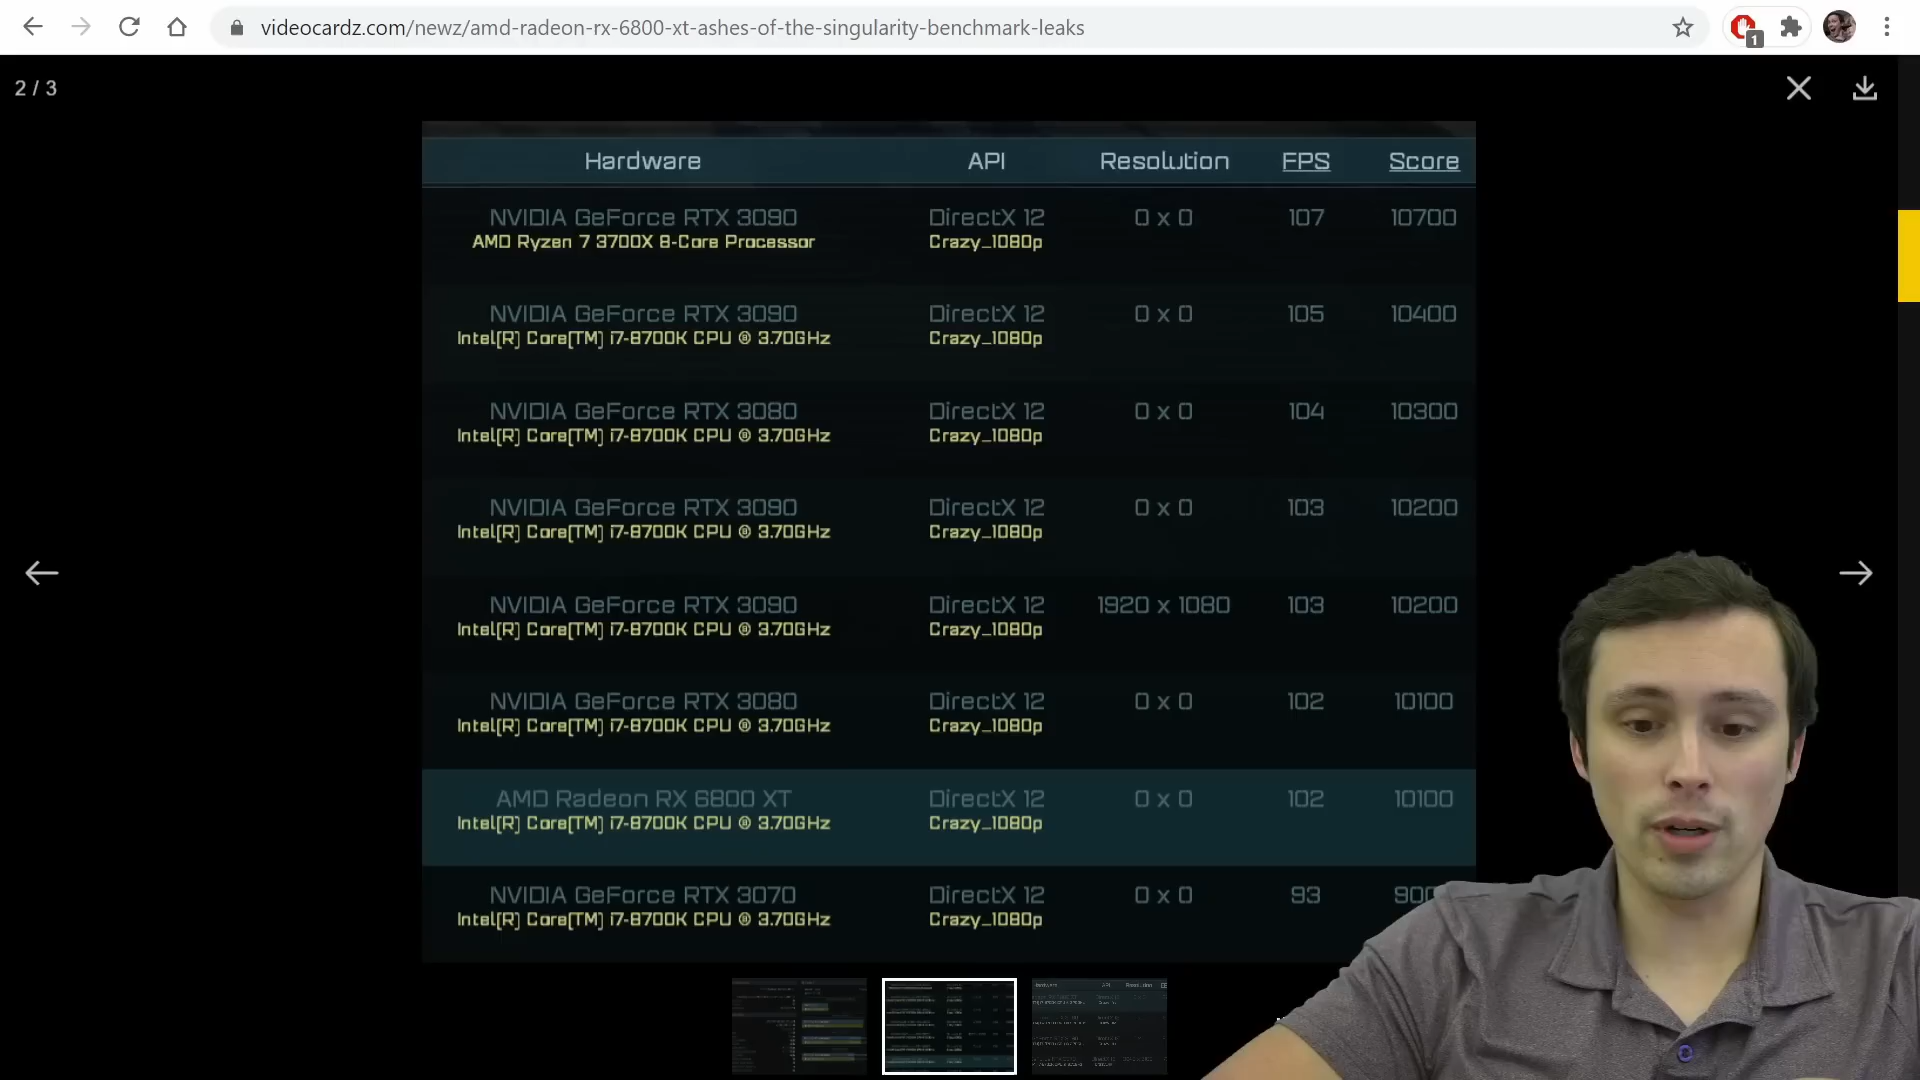 videocardz.com/newz/amd-radeon-rx-6800-xt-ashes-of-the-singularity-benchmark-leaks
1
2 / 3
Hardware API Resolution FPS Score
NVIDIA GeForce RTX 3090 DirectX 12 0 x 0 107 10700
AMD Ryzen 7 3700X 8-Core Processor Crazy_1080p
NVIDIA GeForce RTX 3090 DirectX 12 0 x 0 105 10400
Intel(R) Core(TM) i7-8700K CPU @ 3.70GHz Crazy_1080p
NVIDIA GeForce RTX 3080 DirectX 12 0 x 0 104 10300
Intel(R) Core(TM) i7-8700K CPU @ 3.70GHz Crazy_1080p
NVIDIA GeForce RTX 3090 DirectX 12 0 x 0 103 10200
Intel(R) Core(TM) i7-8700K CPU @ 3.70GHz Crazy_1080p
NVIDIA GeForce RTX 3090 DirectX 12 1920 x 1080 103 10200
Intel(R) Core(TM) i7-8700K CPU @ 3.70GHz Crazy_1080p
NVIDIA GeForce RTX 3080 DirectX 12 0 x 0 102 10100
Intel(R) Core(TM) i7-8700K CPU @ 3.70GHz Crazy_1080p
AMD Radeon RX 6800 XT DirectX 12 0 x 0 102 10100
Intel(R) Core(TM) i7-8700K CPU @ 3.70GHz Crazy_1080p
NVIDIA GeForce RTX 3070 DirectX 12 0 x 0 93
Intel(R) Core(TM) i7-8700K CPU @ 3.70GHz Crazy_1080p
Hardware API Resolution